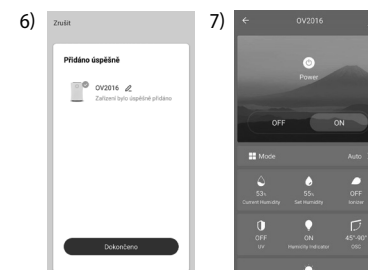 6)
Zrušit
Přidáno úspěšně
OV2016
Zařízení bylo úspěšně přidáno
Dokončeno
7)
OV2016
Power
OFF
ON
Mode
Auto
53%
55%
OFF
Current Humidity
Set Humidity
Ionizer
OFF
ON
45°-90°
UV
Humidity Indicator
OSC